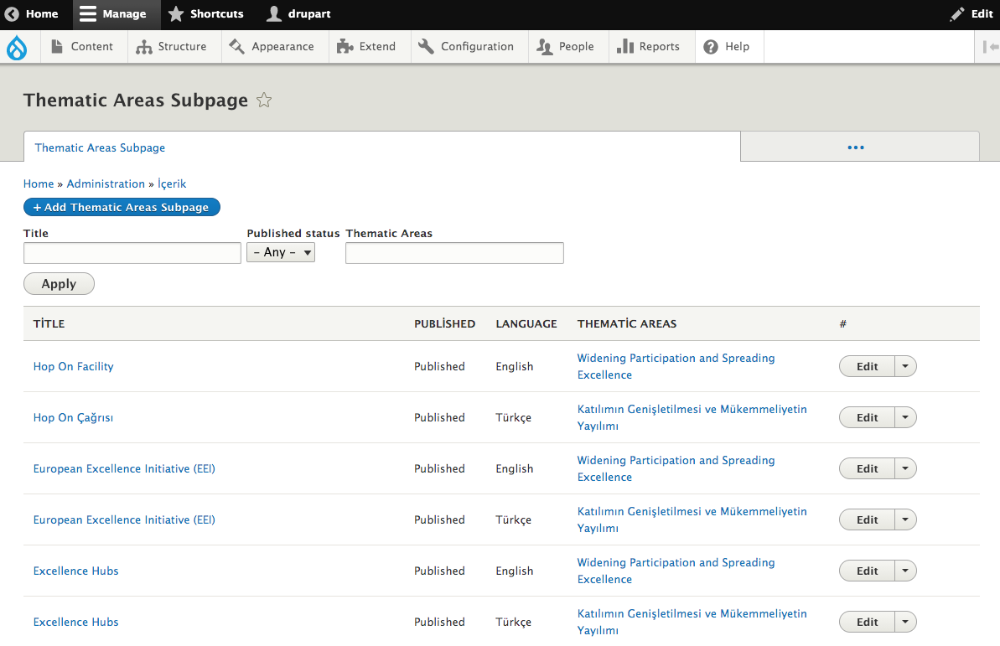 Home Manage Shortcuts drupart Edit
Content Structure Appearance Extend Configuration People Reports Help
Thematic Areas Subpage
Thematic Areas Subpage •••
Home » Administration » İçerik
+ Add Thematic Areas Subpage
Title Published status Thematic Areas
- Any -
Apply
TİTLE PUBLİSHED LANGUAGE THEMATİC AREAS #
Hop On Facility Published English Widening Participation and Spreading Excellence Edit
Hop On Çağrısı Published Türkçe Katılımın Genişletilmesi ve Mükemmeliyetin Yayılımı Edit
European Excellence Initiative (EEI) Published English Widening Participation and Spreading Excellence Edit
European Excellence Initiative (EEI) Published Türkçe Katılımın Genişletilmesi ve Mükemmeliyetin Yayılımı Edit
Excellence Hubs Published English Widening Participation and Spreading Excellence Edit
Excellence Hubs Published Türkçe Katılımın Genişletilmesi ve Mükemmeliyetin Yayılımı Edit